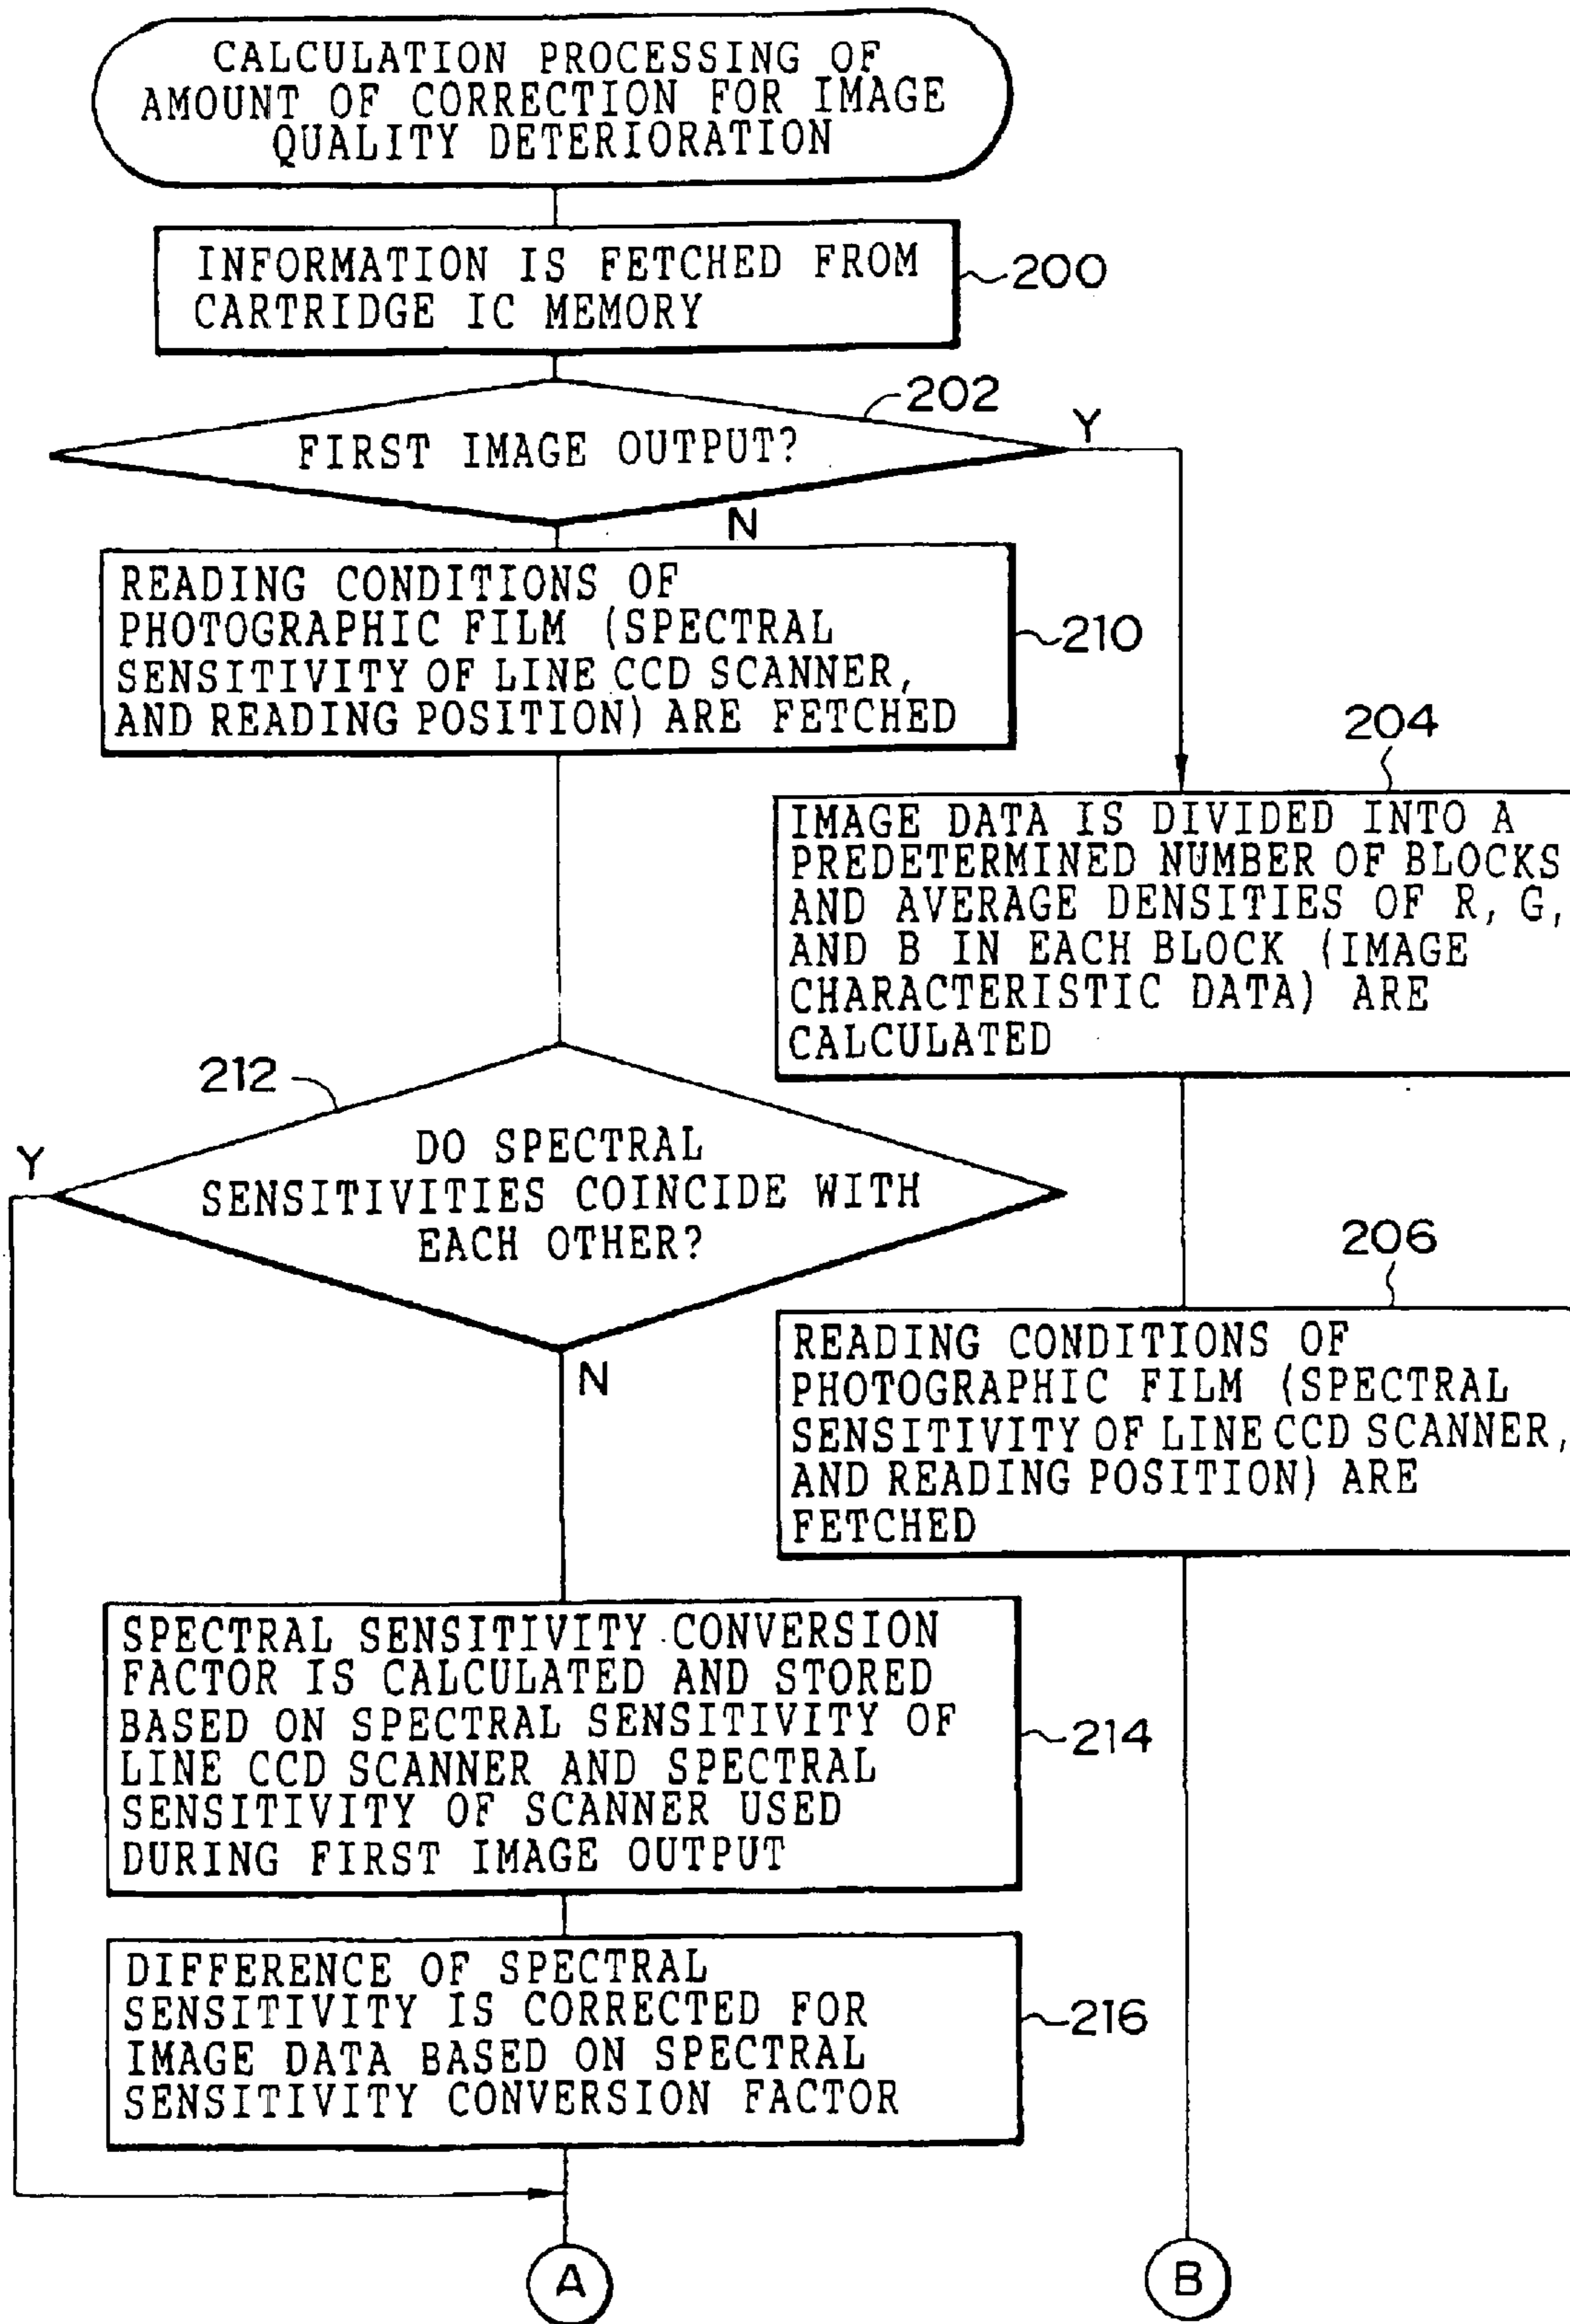 CALCULATION PROCESSING OF
AMOUNT OF CORRECTION FOR IMAGE
QUALITY DETERIORATION
INFORMATION IS FETCHED FROM
CARTRIDGE IC MEMORY
200
202
FIRST IMAGE OUTPUT?
Y
N
READING CONDITIONS OF
PHOTOGRAPHIC FILM (SPECTRAL
SENSITIVITY OF LINE CCD SCANNER,
AND READING POSITION) ARE FETCHED
210
204
IMAGE DATA IS DIVIDED INTO A
PREDETERMINED NUMBER OF BLOCKS
AND AVERAGE DENSITIES OF R, G,
AND B IN EACH BLOCK (IMAGE
CHARACTERISTIC DATA) ARE
CALCULATED
212
Y
DO SPECTRAL
SENSITIVITIES COINCIDE WITH
EACH OTHER?
N
206
READING CONDITIONS OF
PHOTOGRAPHIC FILM (SPECTRAL
SENSITIVITY OF LINE CCD SCANNER,
AND READING POSITION) ARE
FETCHED
SPECTRAL SENSITIVITY CONVERSION
FACTOR IS CALCULATED AND STORED
BASED ON SPECTRAL SENSITIVITY OF
LINE CCD SCANNER AND SPECTRAL
SENSITIVITY OF SCANNER USED
DURING FIRST IMAGE OUTPUT
214
DIFFERENCE OF SPECTRAL
SENSITIVITY IS CORRECTED FOR
IMAGE DATA BASED ON SPECTRAL
SENSITIVITY CONVERSION FACTOR
216
A
B